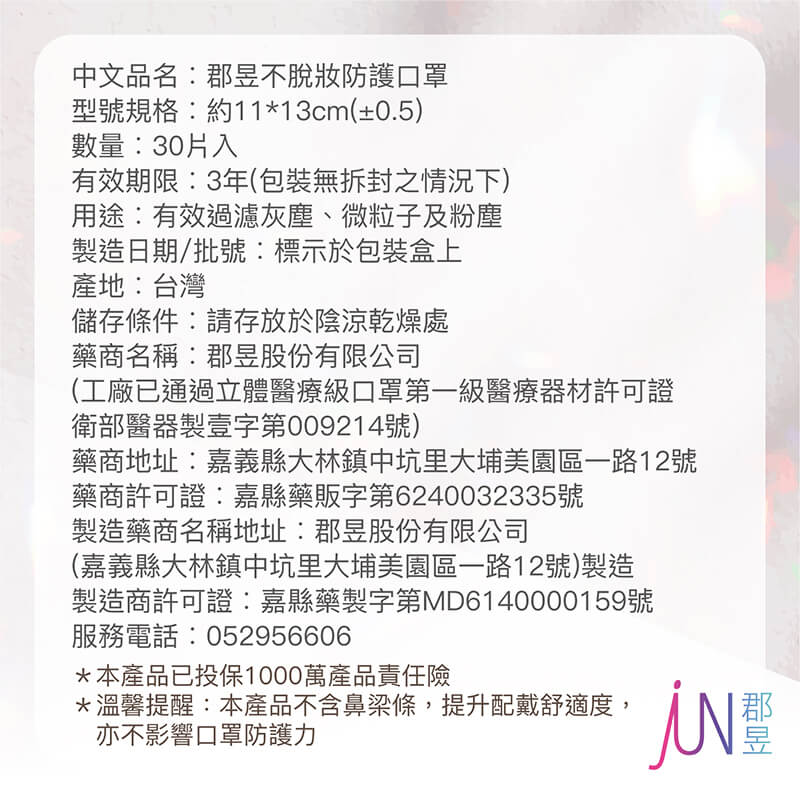 中文品名：郡昱不脫妝防護口罩
型號規格：約11*13cm(±0.5)
數量：30片入
有效期限：3年(包裝無拆封之情況下)
用途：有效過濾灰塵、微粒子及粉塵
製造日期/批號：標示於包裝盒上
產地：台灣
儲存條件：請存放於陰涼乾燥處
藥商名稱：郡昱股份有限公司
(工廠已通過立體醫療級口罩第一級醫療器材許可證
衛部醫器製壹字第009214號)
藥商地址：嘉義縣大林鎮中坑里大埔美園區一路12號
藥商許可證：嘉縣藥販字第6240032335號
製造藥商名稱地址：郡昱股份有限公司
(嘉義縣大林鎮中坑里大埔美園區一路12號)製造
製造商許可證：嘉縣藥製字第MD6140000159號
服務電話：052956606
＊本產品已投保1000萬產品責任險
＊溫馨提醒：本產品不含鼻梁條，提升配戴舒適度，
亦不影響口罩防護力
jUN郡昱